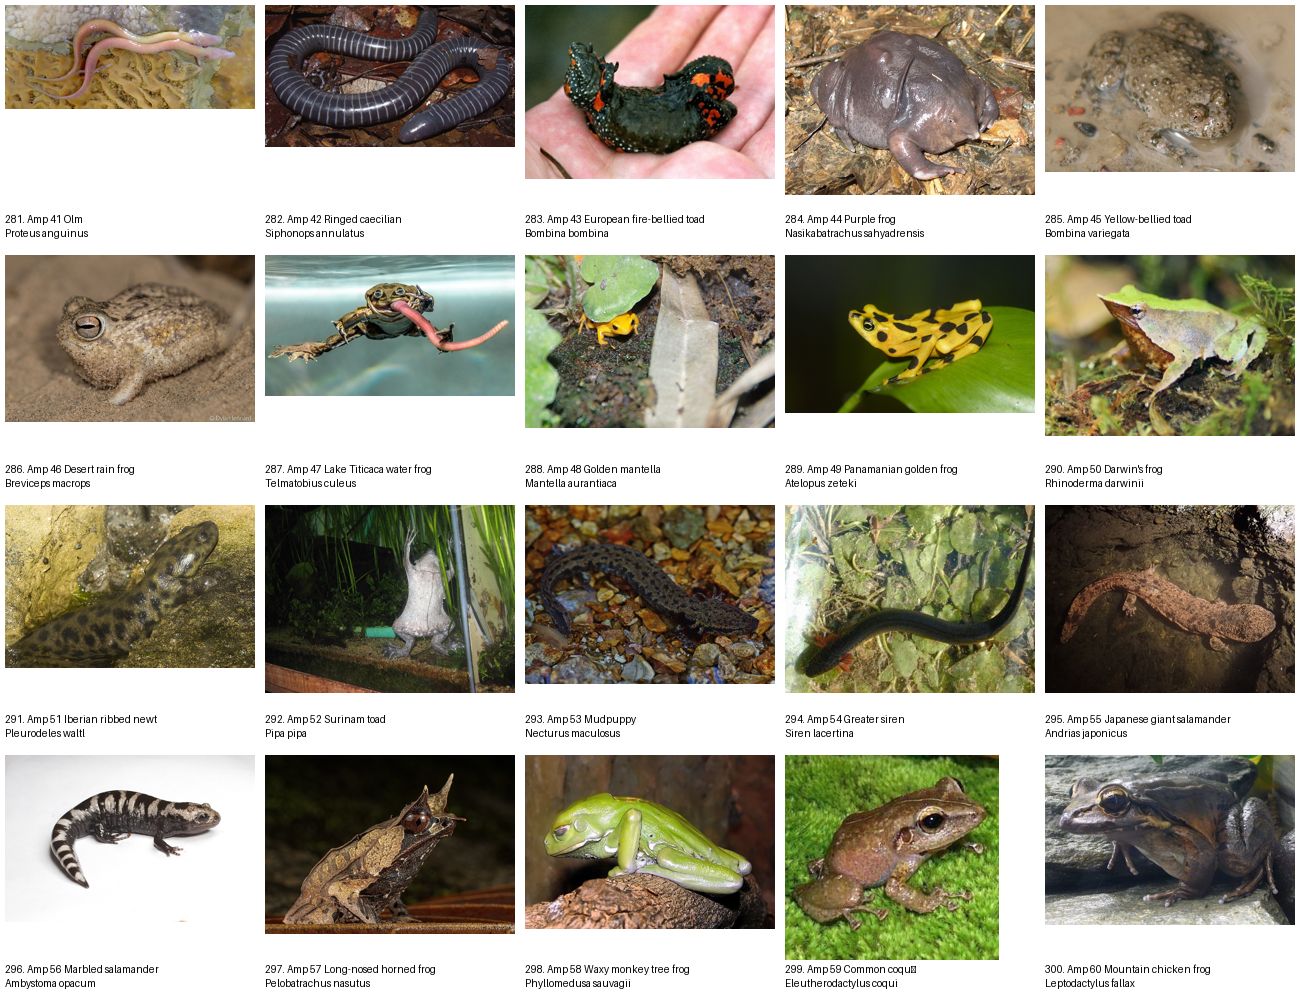 281. Amp 41 Olm
Proteus anguinus
282. Amp 42 Ringed caecilian
Siphonops annulatus
283. Amp 43 European fire-bellied toad
Bombina bombina
284. Amp 44 Purple frog
Nasikabatrachus sahyadrensis
285. Amp 45 Yellow-bellied toad
Bombina variegata
286. Amp 46 Desert rain frog
Breviceps macrops
287. Amp 47 Lake Titicaca water frog
Telmatobius culeus
288. Amp 48 Golden mantella
Mantella aurantiaca
289. Amp 49 Panamanian golden frog
Atelopus zeteki
290. Amp 50 Darwin's frog
Rhinoderma darwinii
291. Amp 51 Iberian ribbed newt
Pleurodeles waltl
292. Amp 52 Surinam toad
Pipa pipa
293. Amp 53 Mudpuppy
Necturus maculosus
294. Amp 54 Greater siren
Siren lacertina
295. Amp 55 Japanese giant salamander
Andrias japonicus
296. Amp 56 Marbled salamander
Ambystoma opacum
297. Amp 57 Long-nosed horned frog
Pelobatrachus nasutus
298. Amp 58 Waxy monkey tree frog
Phyllomedusa sauvagii
299. Amp 59 Common coqu
Eleutherodactylus coqui
300. Amp 60 Mountain chicken frog
Leptodactylus fallax